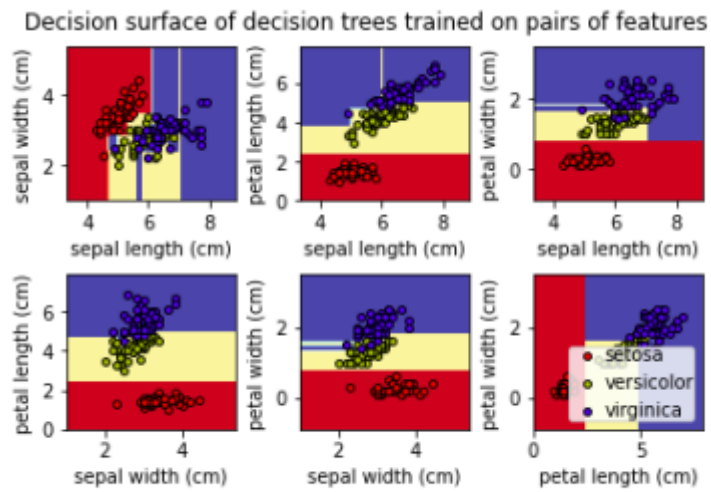 Decision surface of decision trees trained on pairs of features
sepal width (cm)
4
2
4
6
8
sepal length (cm)
petal length (cm)
6
4
2
0
4
6
8
sepal length (cm)
petal width (cm)
2
0
4
6
8
sepal length (cm)
petal length (cm)
6
4
2
0
2
4
sepal width (cm)
petal width (cm)
2
0
2
4
sepal width (cm)
petal width (cm)
2
0
0
5
petal length (cm)
setosa
versicolor
virginica